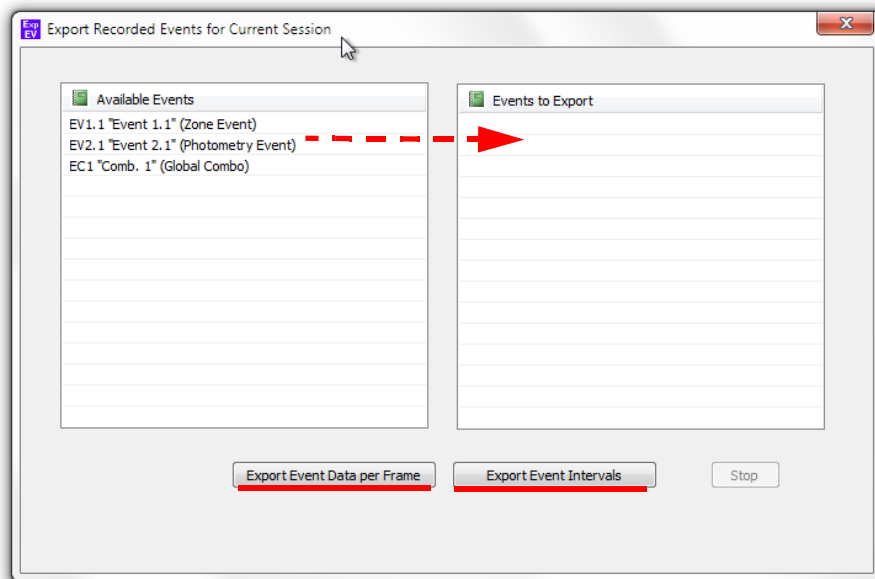 Exp
EV
Export Recorded Events for Current Session
x
Available Events
EV1.1 "Event 1.1" (Zone Event)
EV2.1 "Event 2.1" (Photometry Event)
EC1 "Comb. 1" (Global Combo)
Events to Export
Export Event Data per Frame
Export Event Intervals
Stop